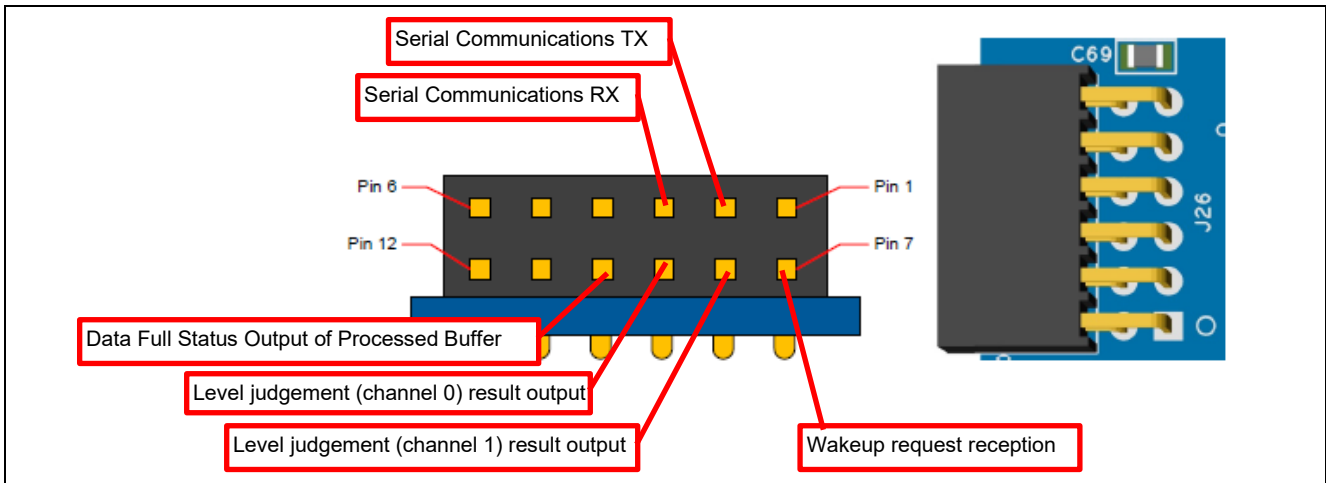 Serial Communications TX
Serial Communications RX
C69
Pin 6
Pin 1
Pin 12
Pin 7
J26
Data Full Status Output of Processed Buffer
Level judgement (channel 0) result output
Level judgement (channel 1) result output
Wakeup request reception